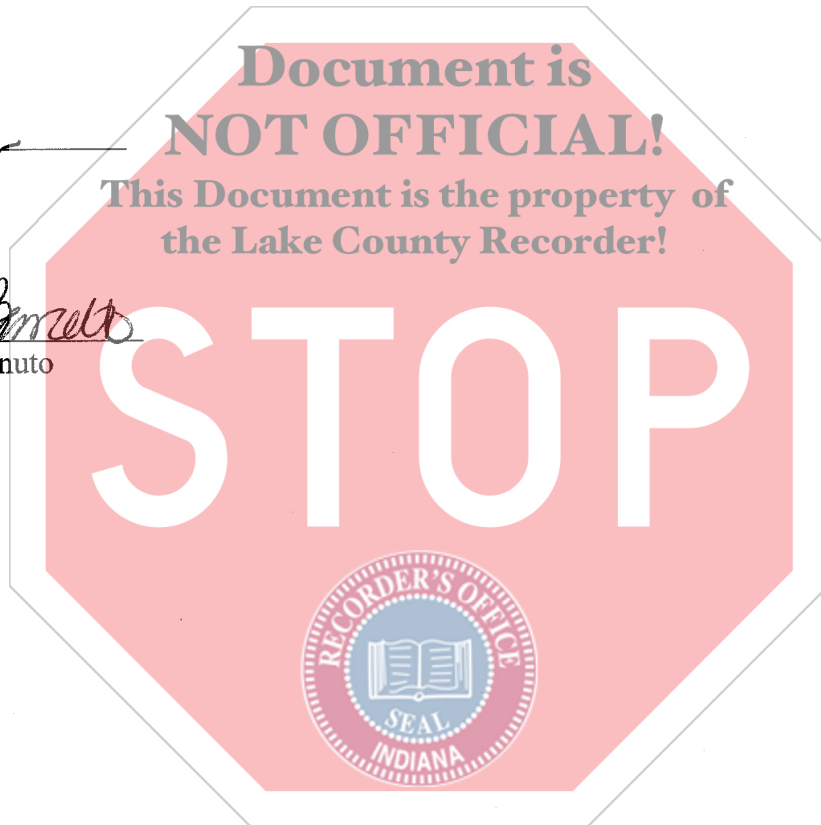 Document is
NOT OFFICIAL!
This Document is the property of
the Lake County Recorder!
nuto
STOP
RECORDER'S OFFICE
SEAL
INDIANA